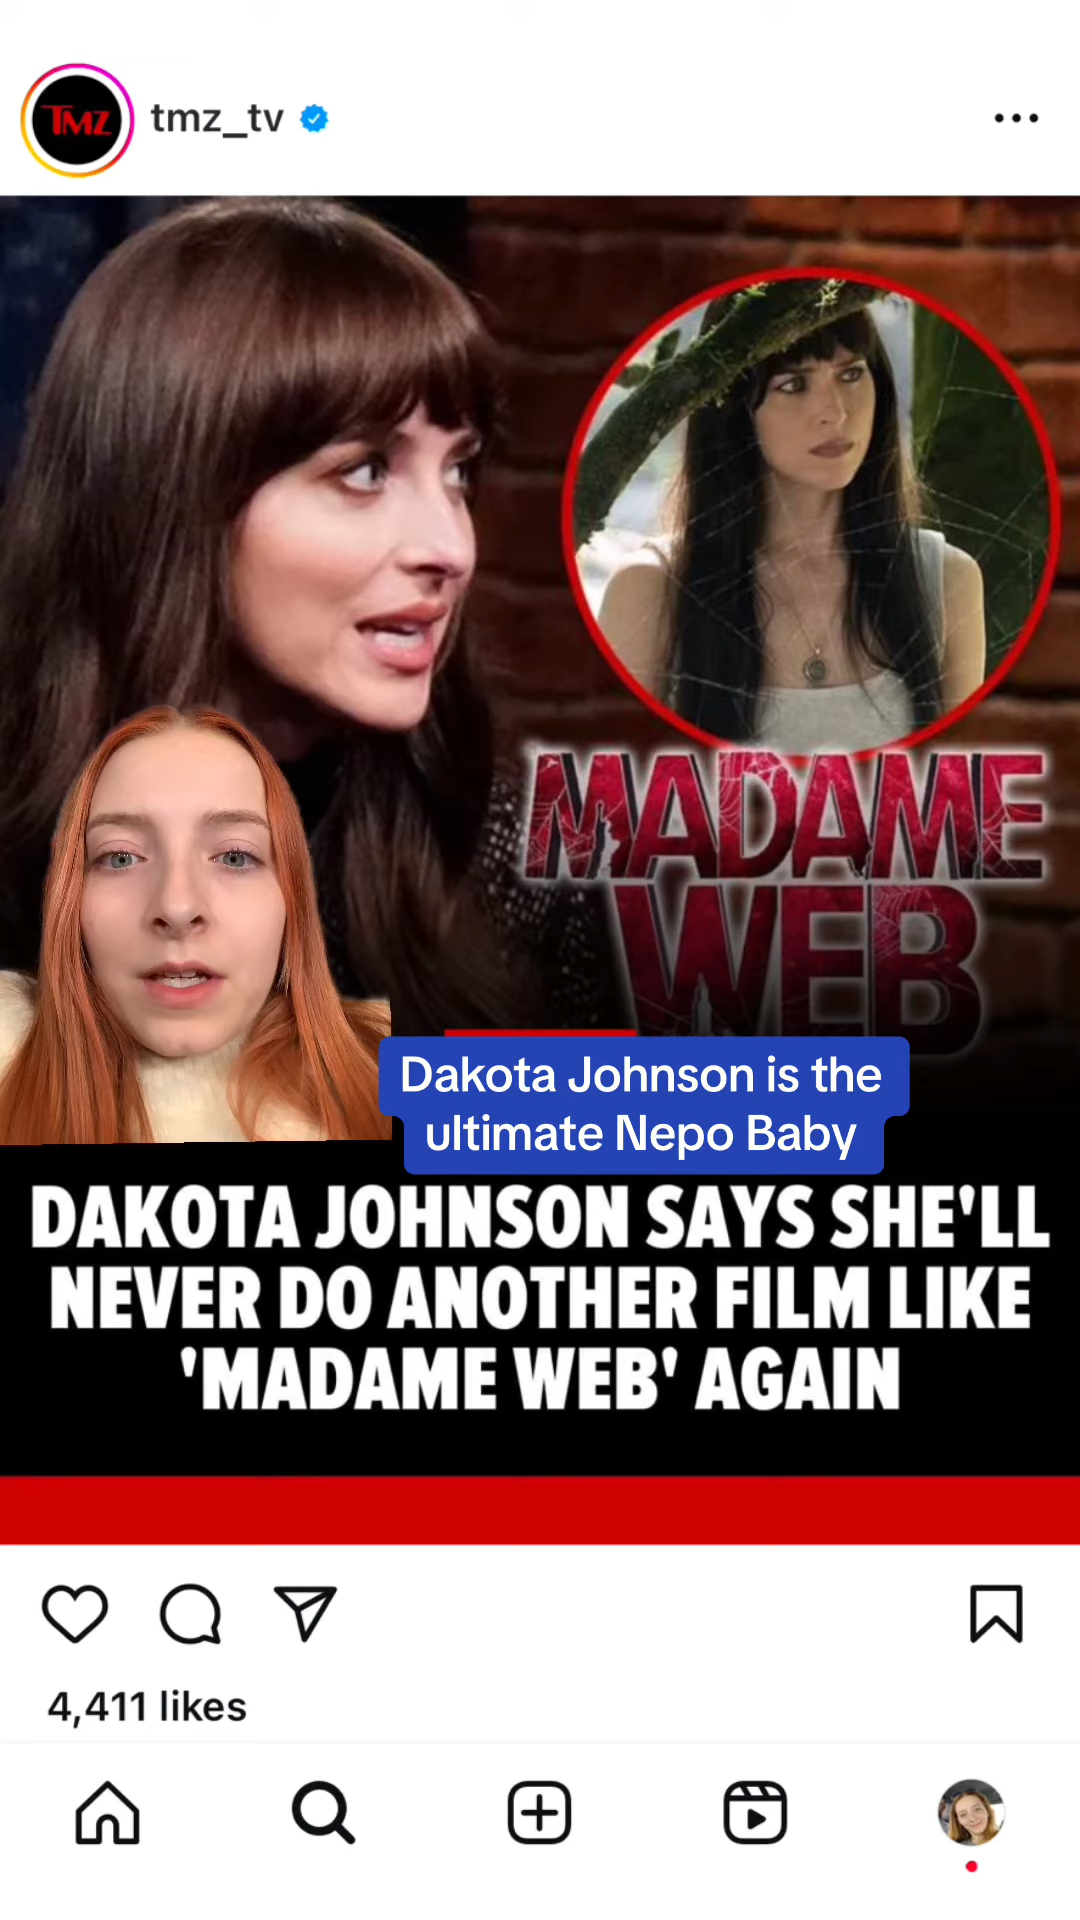 TMZ
tmz_tv
MADAME
WEB
Dakota Johnson is the
ultimate Nepo Baby
DAKOTA JOHNSON SAYS SHE'LL
NEVER DO ANOTHER FILM LIKE
'MADAME WEB' AGAIN
4,411 likes